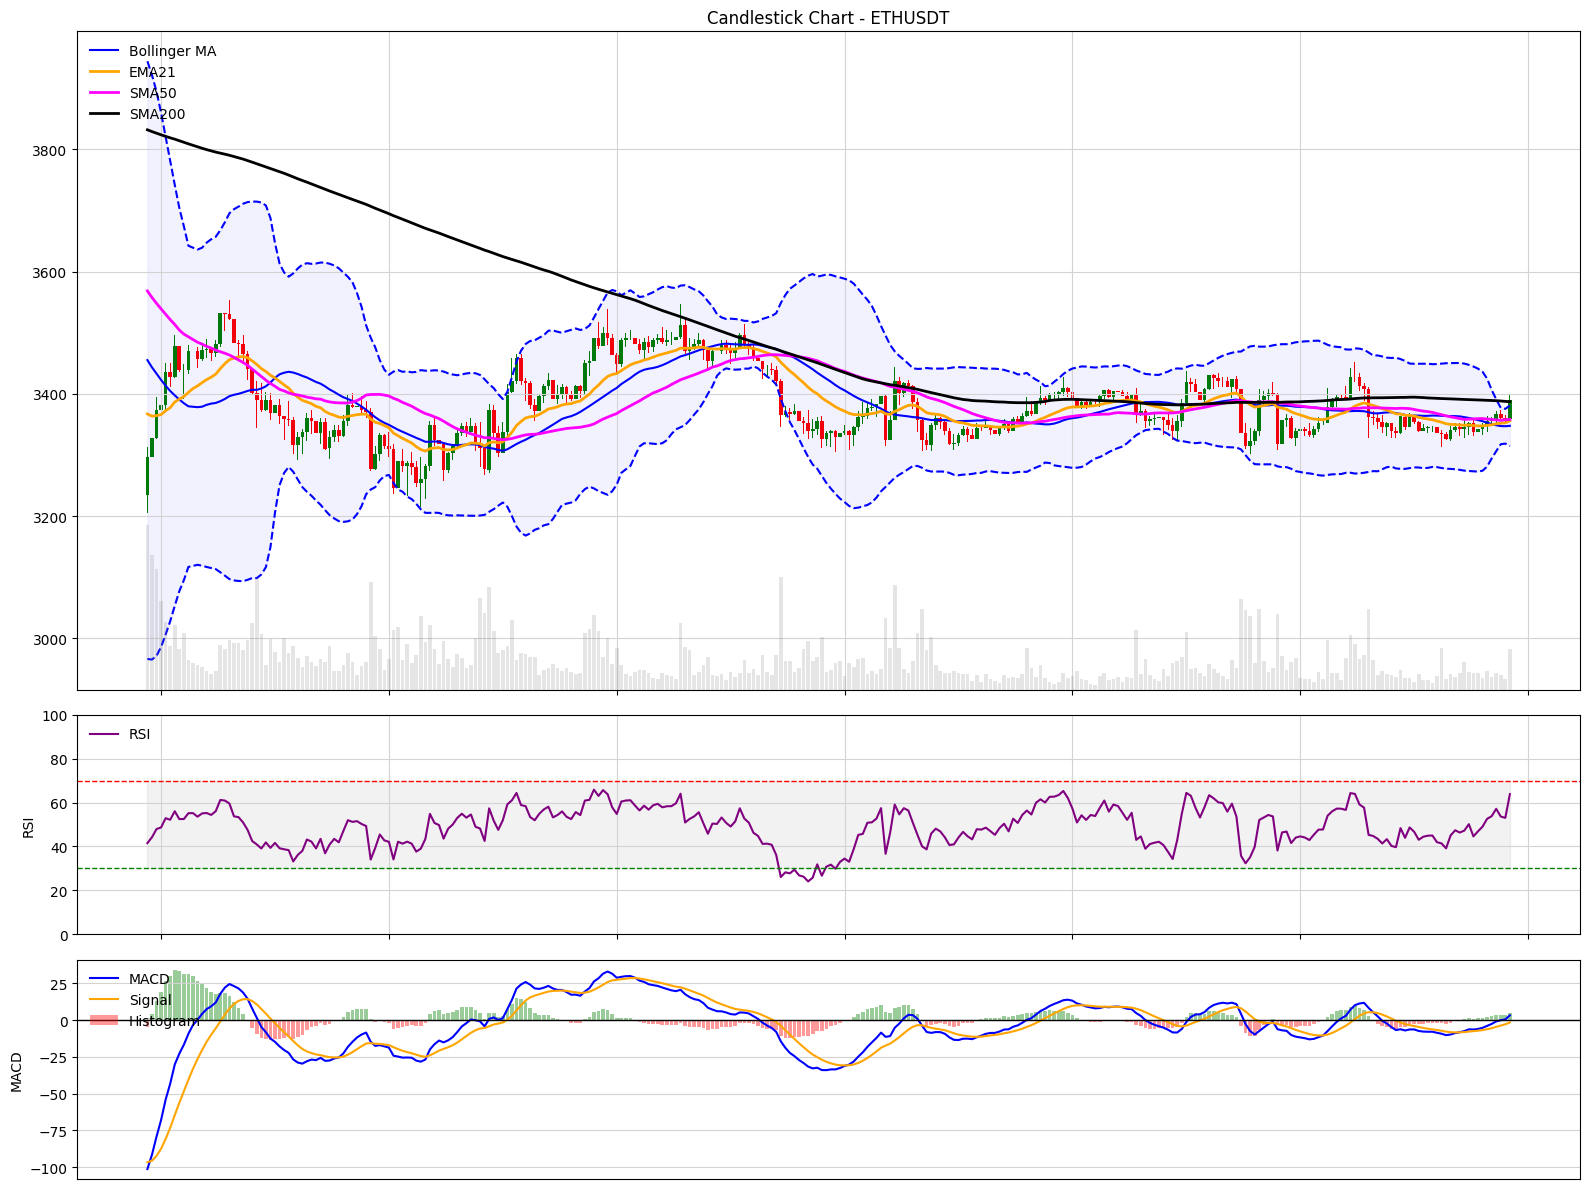 Candlestick Chart - ETHUSDT
Bollinger MA
EMA21
SMA50
SMA200
3800
3600
3400
3200
3000
RSI
RSI
100
80
60
40
20
0
MACD
Signal
Histogram
MACD
25
0
−25
−50
−75
−100